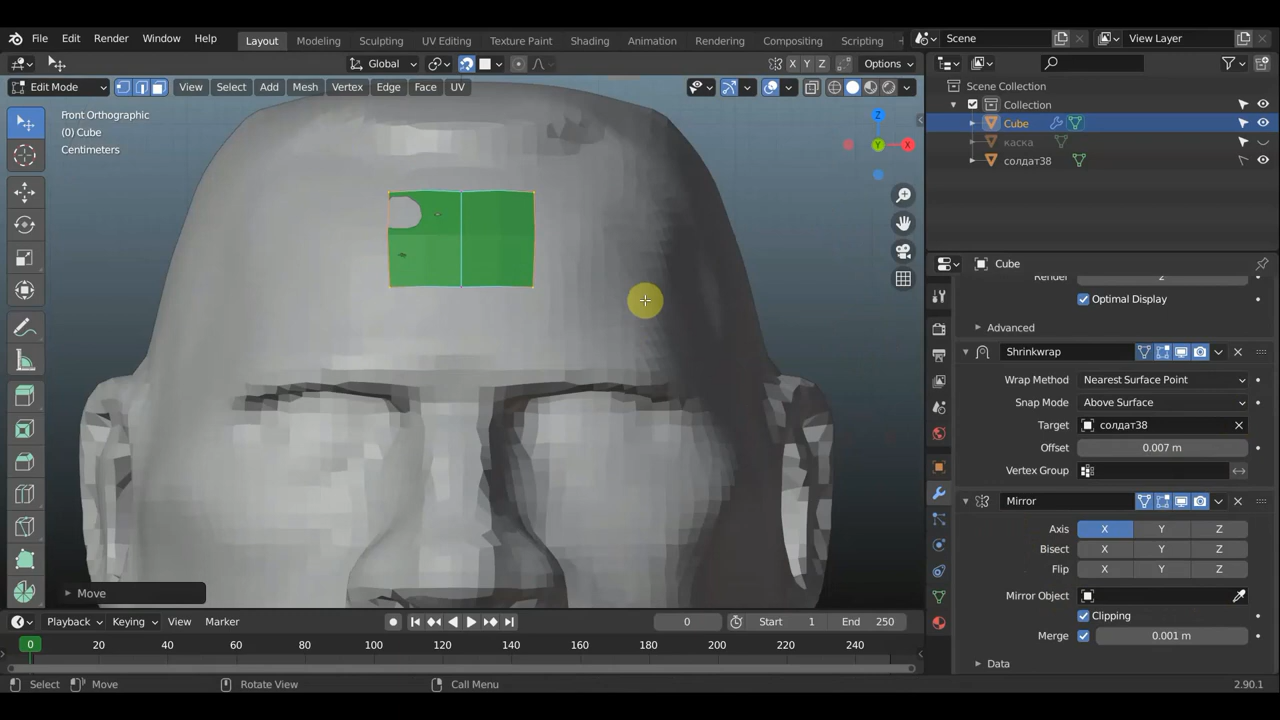 File Edit Render Window Help Layout Modeling Sculpting UV Editing Texture Paint Shading Animation Rendering Compositing Scripting Scene View Layer
Global X Y Z Options
Edit Mode View Select Add Mesh Vertex Edge Face UV
Scene Collection
Collection
Cube
каска
солдат38
Front Orthographic
(0) Cube
Centimeters
Z
Y
X
Cube
Render 2
Optimal Display
Advanced
Shrinkwrap
Wrap Method Nearest Surface Point
Snap Mode Above Surface
Target солдат38
Offset 0.007 m
Vertex Group
Mirror
Axis X Y Z
Bisect X Y Z
Flip X Y Z
Mirror Object
Clipping
Merge 0.001 m
Data
Move
Playback Keying View Marker 0 Start 1 End 250
0 20 40 60 80 100 120 140 160 180 200 220 240
Select Move Rotate View Call Menu 2.90.1